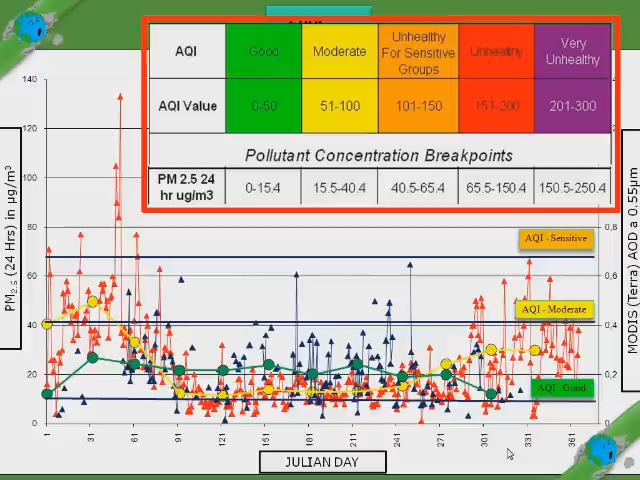 AQI Good Moderate Unhealthy For Sensitive Groups Unhealthy Very Unhealthy
AQI Value 0-50 51-100 101-150 151-200 201-300
Pollutant Concentration Breakpoints
PM 2.5 24 hr ug/m3 0-15.4 15.5-40.4 40.5-65.4 65.5-150.4 150.5-250.4
140
120
100
80
60
40
20
0
PM2.5 (24 Hrs) in µg/m³
AQI - Sensitive
AQI - Moderate
AQI - Good
0,8
0,6
0,4
0,2
0
MODIS (Terra) AOD a 0.55µm
1 31 61 91 121 151 181 211 241 271 301 331 361
JULIAN DAY